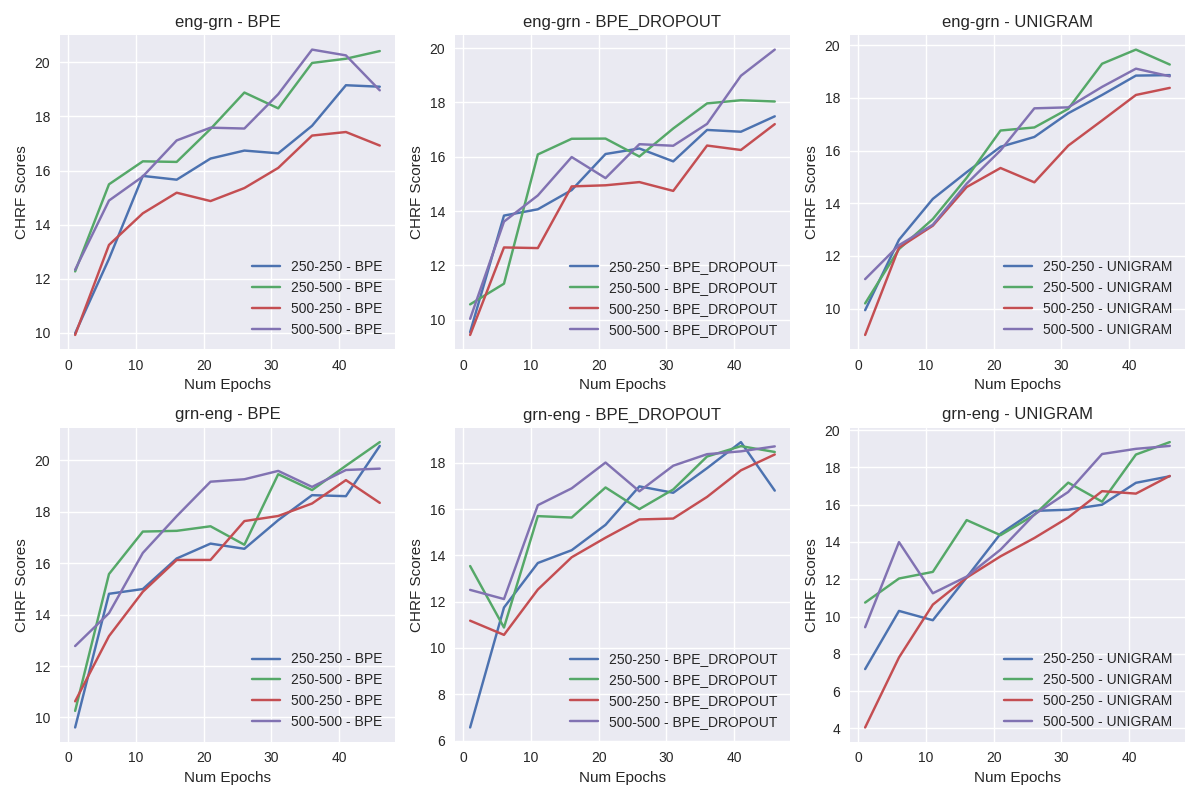 eng-grn - BPE
CHRF Scores
20
18
16
14
12
10
0 10 20 30 40
Num Epochs
250-250 - BPE
250-500 - BPE
500-250 - BPE
500-500 - BPE
eng-grn - BPE_DROPOUT
CHRF Scores
20
18
16
14
12
10
0 10 20 30 40
Num Epochs
250-250 - BPE_DROPOUT
250-500 - BPE_DROPOUT
500-250 - BPE_DROPOUT
500-500 - BPE_DROPOUT
eng-grn - UNIGRAM
CHRF Scores
20
18
16
14
12
10
0 10 20 30 40
Num Epochs
250-250 - UNIGRAM
250-500 - UNIGRAM
500-250 - UNIGRAM
500-500 - UNIGRAM
grn-eng - BPE
CHRF Scores
20
18
16
14
12
10
0 10 20 30 40
Num Epochs
250-250 - BPE
250-500 - BPE
500-250 - BPE
500-500 - BPE
grn-eng - BPE_DROPOUT
CHRF Scores
18
16
14
12
10
8
6
0 10 20 30 40
Num Epochs
250-250 - BPE_DROPOUT
250-500 - BPE_DROPOUT
500-250 - BPE_DROPOUT
500-500 - BPE_DROPOUT
grn-eng - UNIGRAM
CHRF Scores
20
18
16
14
12
10
8
6
4
0 10 20 30 40
Num Epochs
250-250 - UNIGRAM
250-500 - UNIGRAM
500-250 - UNIGRAM
500-500 - UNIGRAM